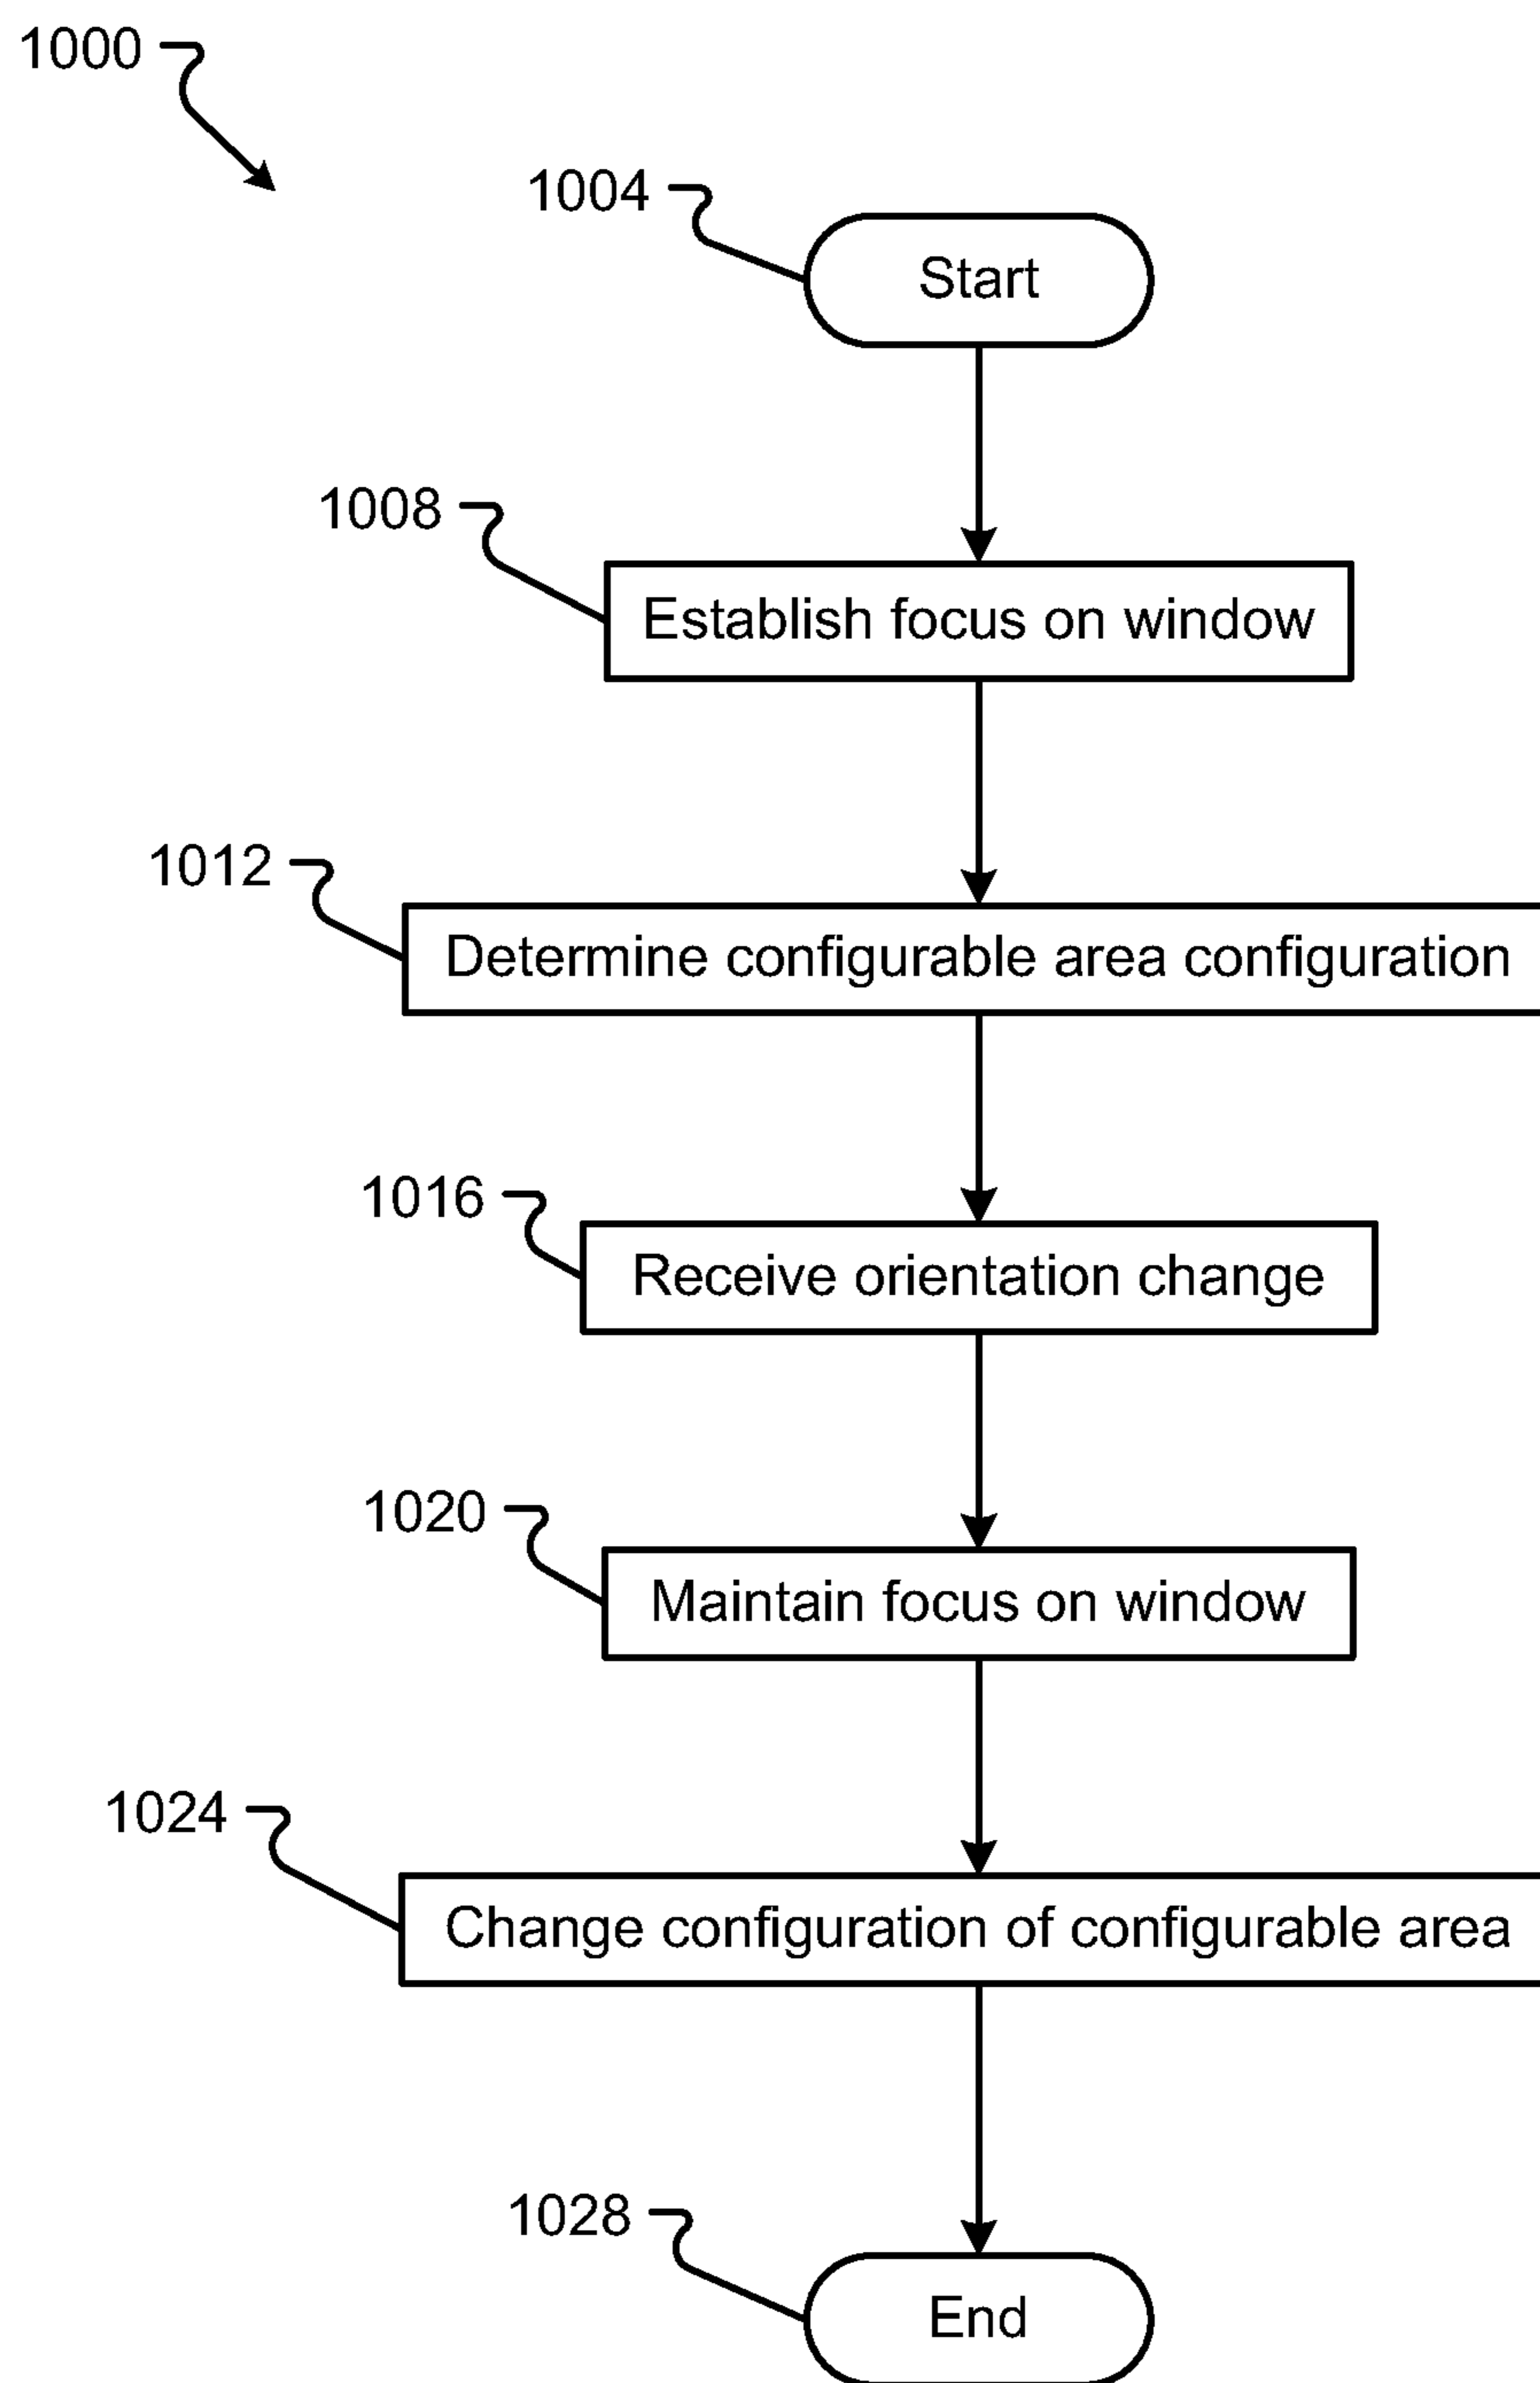 1000
1004
Start
1008
Establish focus on window
1012
Determine configurable area configuration
1016
Receive orientation change
1020
Maintain focus on window
1024
Change configuration of configurable area
1028
End